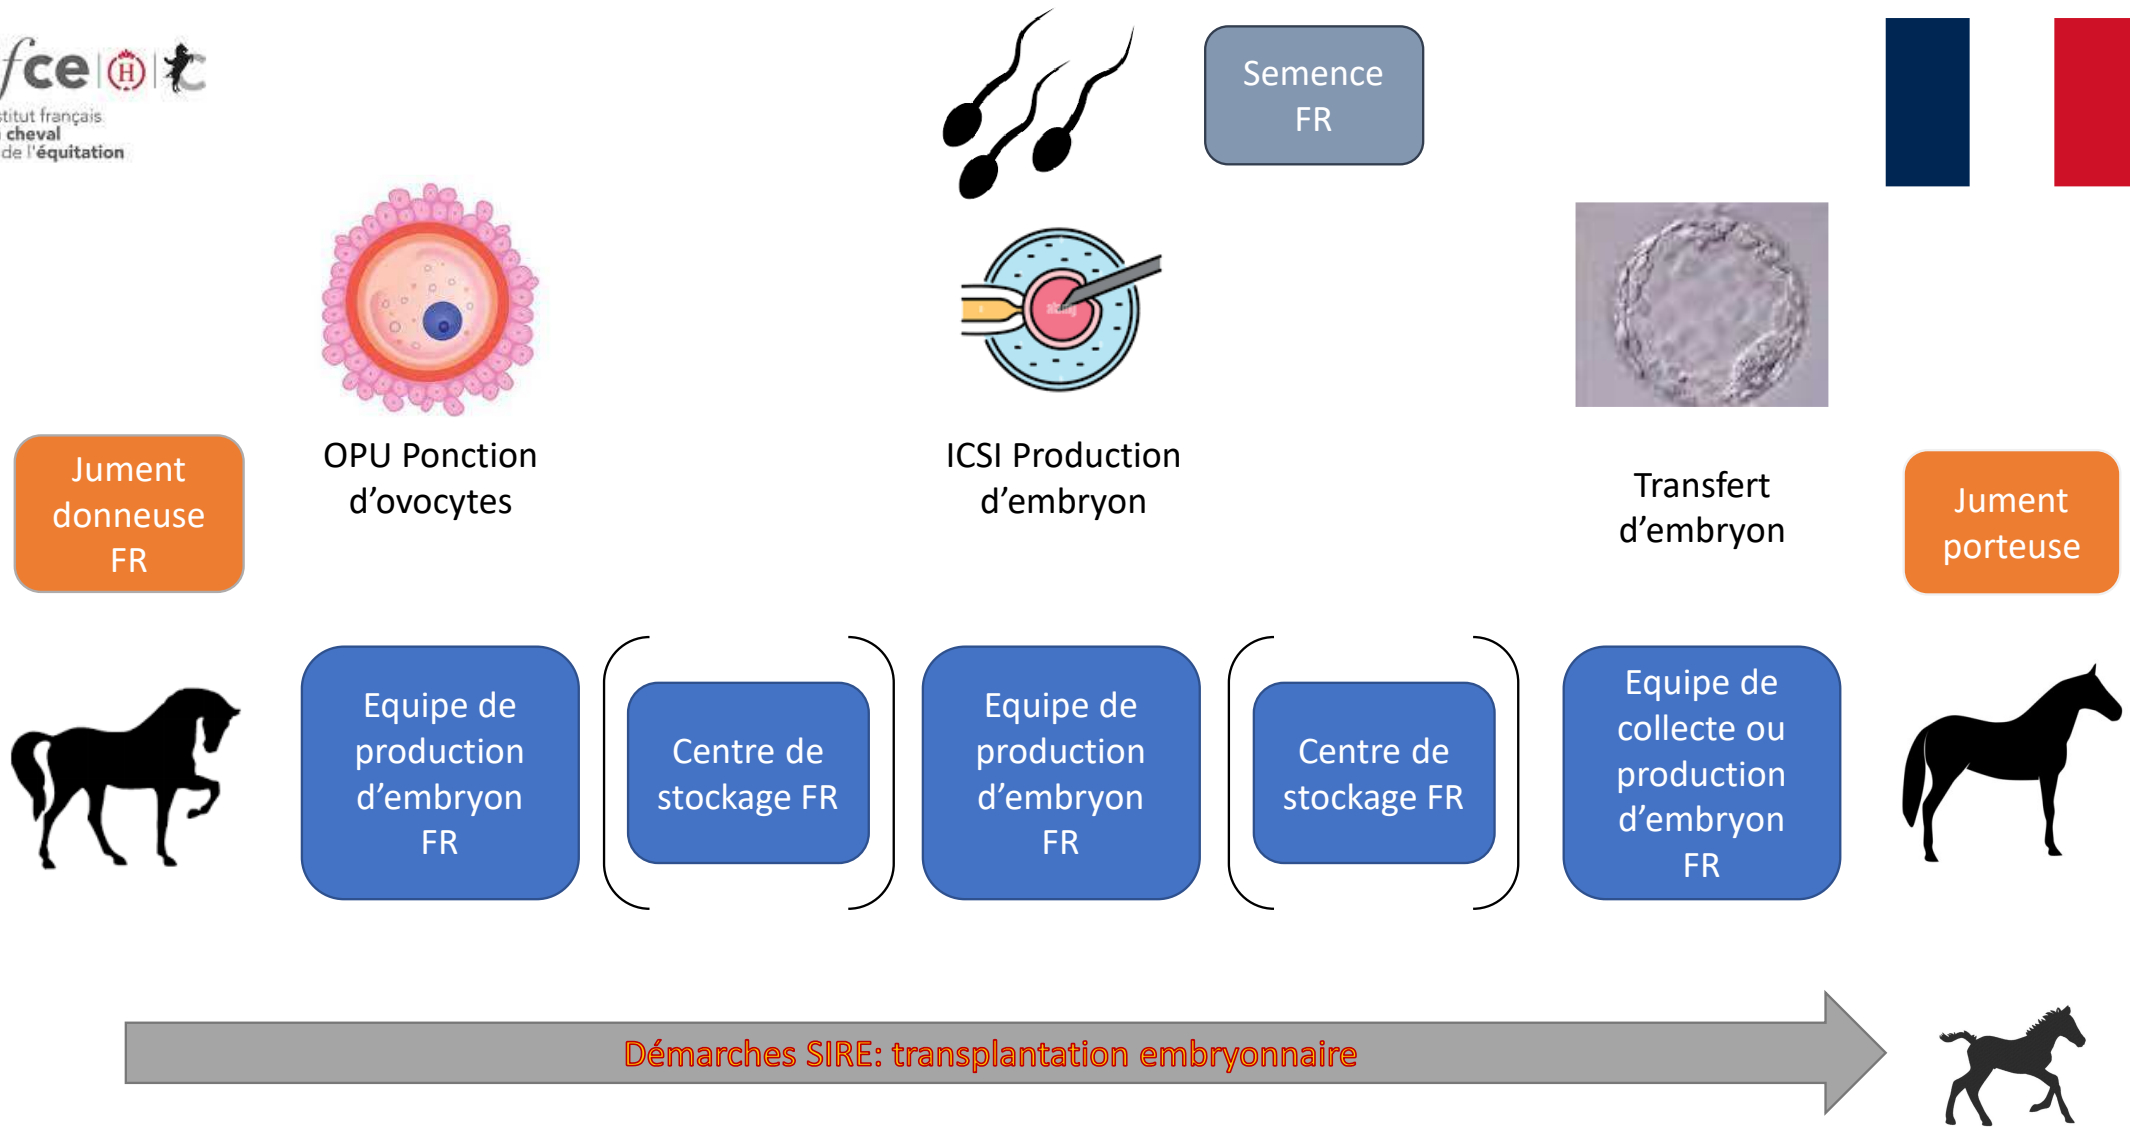 fce
stitut français
cheval
de l'équitation
Semence
FR
Jument
donneuse
FR
OPU Ponction
d'ovocytes
ICSI Production
d'embryon
Transfert
d'embryon
Jument
porteuse
Equipe de
production
d'embryon
FR
Centre de
stockage FR
Equipe de
production
d'embryon
FR
Centre de
stockage FR
Equipe de
collecte ou
production
d'embryon
FR
Démarches SIRE: transplantation embryonnaire